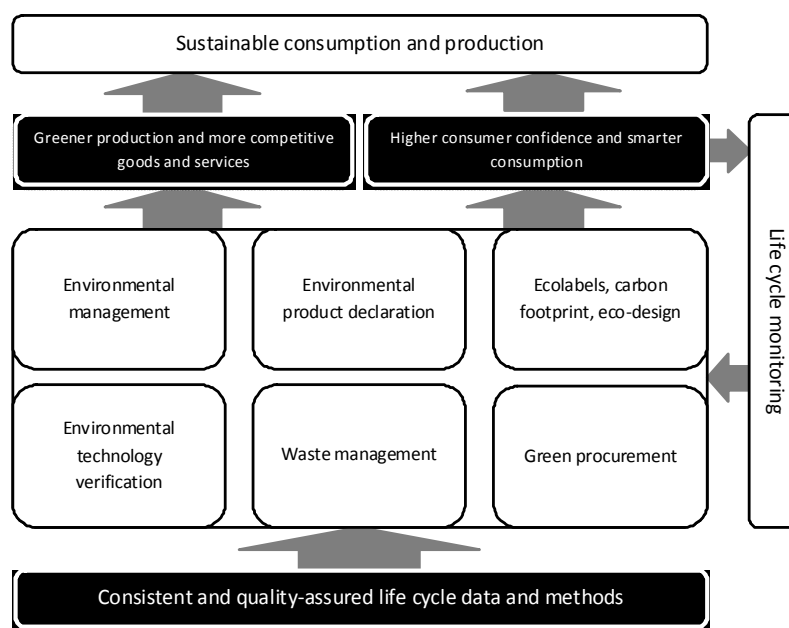 Sustainable consumption and production
Greener production and more competitive
goods and services
Higher consumer confidence and smarter
consumption
Life cycle monitoring
Environmental
management
Environmental
product declaration
Ecolabels, carbon
footprint, eco-design
Environmental
technology
verification
Waste management
Green procurement
Consistent and quality-assured life cycle data and methods